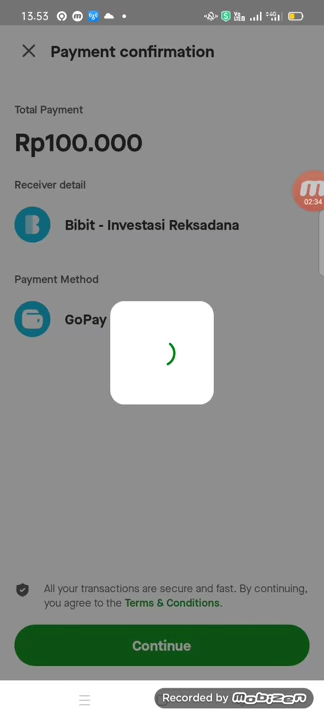 13.53
Payment confirmation
Total Payment
Rp100.000
Receiver detail
02:34
Bibit - Investasi Reksadana
Payment Method
GoPay
All your transactions are secure and fast. By continuing,
you agree to the Terms & Conditions.
Continue
Recorded by mobizen